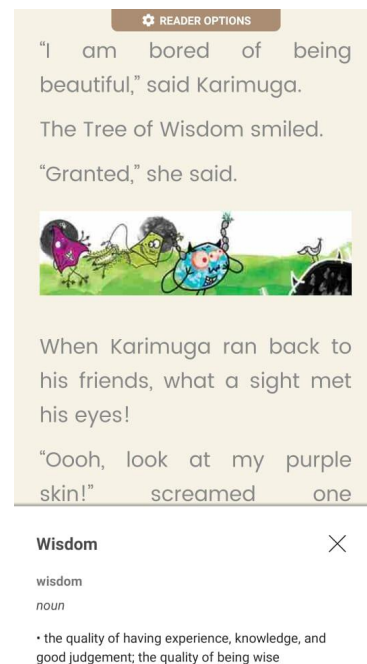 READER OPTIONS
“I am bored of being
beautiful,” said Karimuga.
The Tree of Wisdom smiled.
“Granted,” she said.
When Karimuga ran back to
his friends, what a sight met
his eyes!
“Oooh, look at my purple
skin!” screamed one
Wisdom
wisdom
noun
• the quality of having experience, knowledge, and
good judgement; the quality of being wise